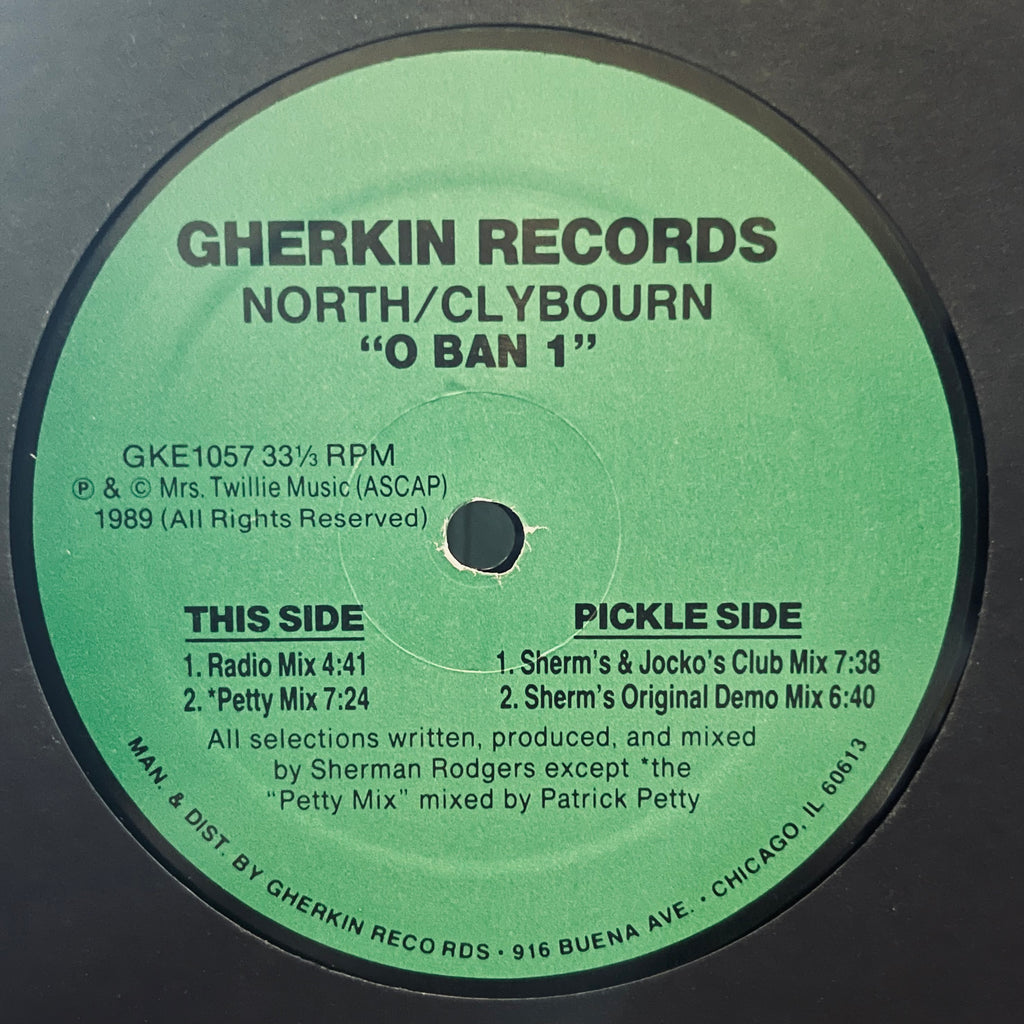 GHERKIN RECORDS
NORTH/CLYBOURN
“O BAN 1”
GKE1057 33⅓ RPM
℗ & © Mrs. Twillie Music (ASCAP)
1989 (All Rights Reserved)
THIS SIDE
1. Radio Mix 4:41
2. *Petty Mix 7:24
PICKLE SIDE
1. Sherm's & Jocko's Club Mix 7:38
2. Sherm's Original Demo Mix 6:40
All selections written, produced, and mixed
by Sherman Rodgers except *the
“Petty Mix” mixed by Patrick Petty
MAN. & DIST. BY GHERKIN RECORDS · 916 BUENA AVE. · CHICAGO, IL 60613